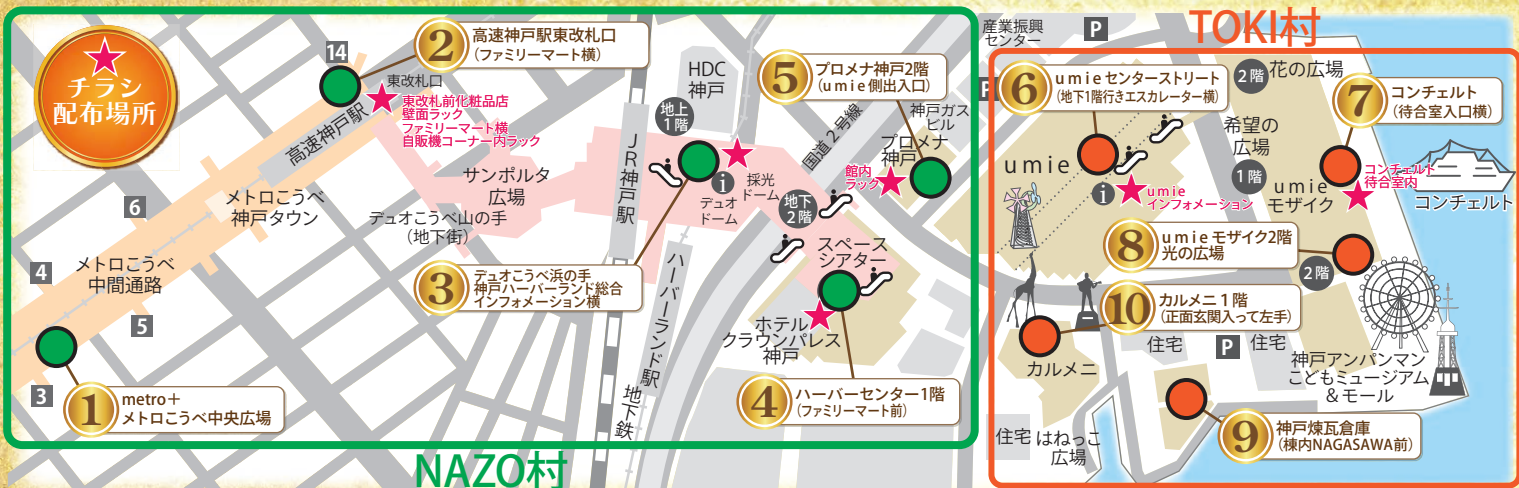 チラシ
配布場所
14
東改札口
東改札前化粧品店
壁面ラック
ファミリーマート横
自販機コーナー内ラック
高速神戸駅
2
高速神戸駅東改札口
（ファミリーマート横）
HDC
神戸
地上
1階
5
プロメナ神戸2階
（umie側出入口）
神戸ガス
ビル
プロメナ
神戸
国道2号線
館内
ラック
サンポルタ
広場
JR神戸駅
i
デュオ
ドーム
採光
ドーム
地下
2階
6
メトロこうべ
神戸タウン
デュオこうべ山の手
（地下街）
4
メトロこうべ
中間通路
5
3
3
デュオこうべ浜の手
神戸ハーバーランド総合
インフォメーション横
ハーバーランド駅
地下鉄
スペース
シアター
ホテル
クラウンパレス
神戸
1
metro＋
メトロこうべ中央広場
4
ハーバーセンター1階
（ファミリーマート前）
NAZO村
産業振興
センター
P
TOKI村
P
6
umieセンターストリート
（地下1階行きエスカレーター横）
2階
花の広場
7
コンチェルト
（待合室入口横）
umie
希望の
広場
1階
umie
モザイク
コンチェルト
待合室内
コンチェルト
i
umie
インフォメーション
8
umieモザイク2階
光の広場
2階
10
カルメニ1階
（正面玄関入って左手）
カルメニ
住宅
P
住宅
神戸アンパンマン
こどもミュージアム
＆モール
9
神戸煉瓦倉庫
（棟内NAGASAWA前）
住宅
はねっこ
広場